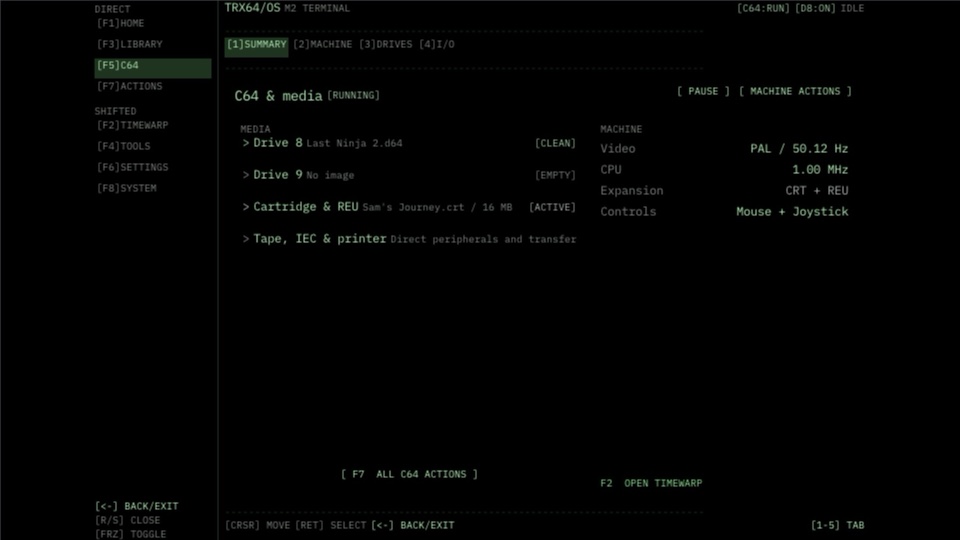 DIRECT
[F1]HOME
[F3]LIBRARY
[F5]C64
[F7]ACTIONS
SHIFTED
[F2]TIMEWARP
[F4]TOOLS
[F6]SETTINGS
[F8]SYSTEM
[<-] BACK/EXIT
[R/S] CLOSE
[FRZ] TOGGLE
TRX64/OS M2 TERMINAL [C64:RUN] [D8:ON] IDLE
[1]SUMMARY [2]MACHINE [3]DRIVES [4]I/O
C64 & media [RUNNING] [ PAUSE ] [ MACHINE ACTIONS ]
MEDIA
> Drive 8 Last Ninja 2.d64 [CLEAN]
> Drive 9 No image [EMPTY]
> Cartridge & REU Sam's Journey.crt / 16 MB [ACTIVE]
> Tape, IEC & printer Direct peripherals and transfer
MACHINE
Video PAL / 50.12 Hz
CPU 1.00 MHz
Expansion CRT + REU
Controls Mouse + Joystick
[ F7 ALL C64 ACTIONS ]
F2 OPEN TIMEWARP
[CRSR] MOVE [RET] SELECT [<-] BACK/EXIT [1-5] TAB